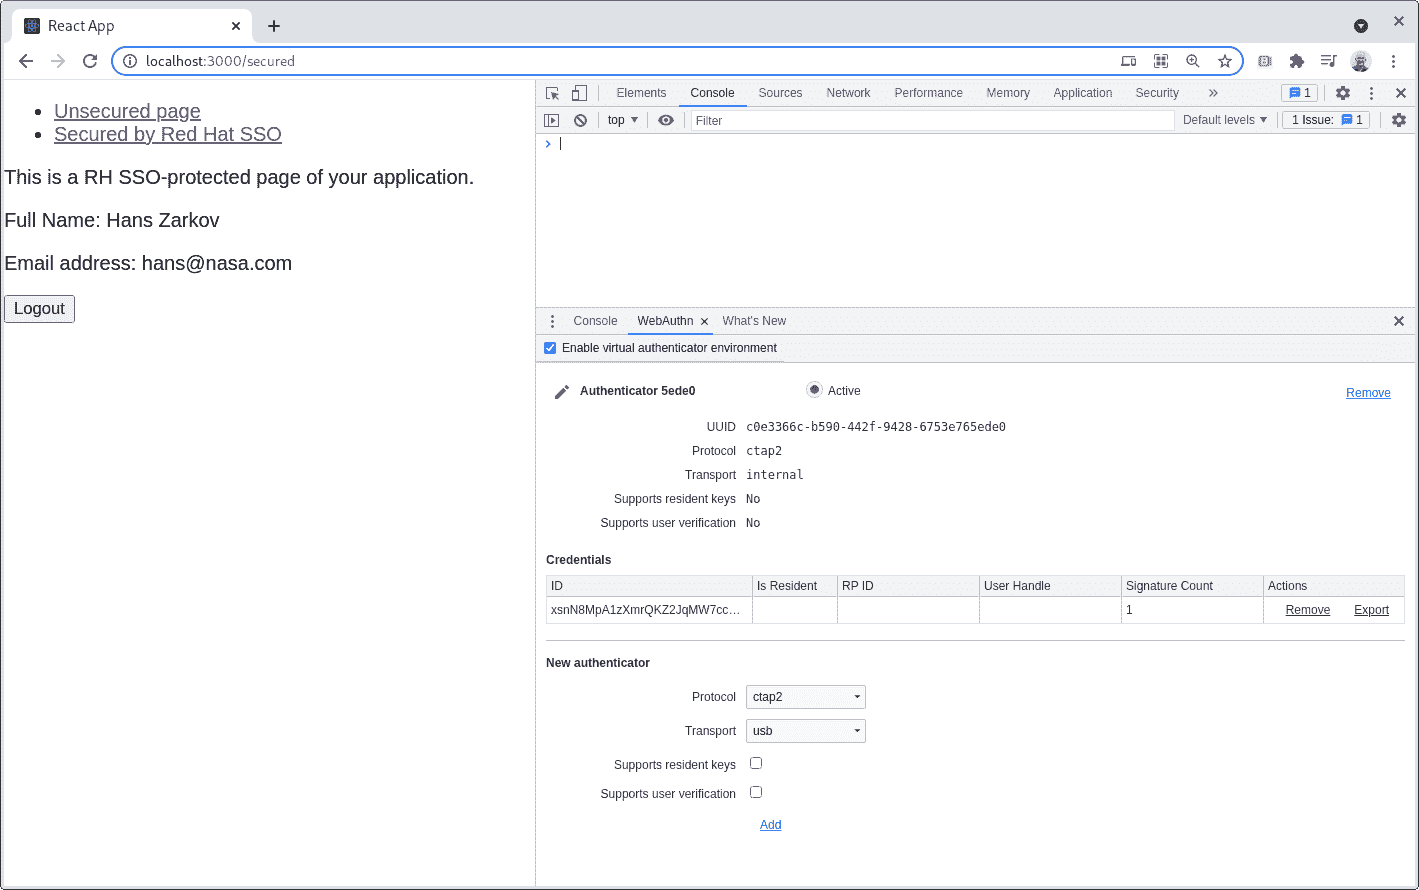 React App
localhost:3000/secured
Unsecured page
Secured by Red Hat SSO
This is a RH SSO-protected page of your application.
Full Name: Hans Zarkov
Email address: hans@nasa.com
Logout
Elements Console Sources Network Performance Memory Application Security 1
top Filter Default levels 1 Issue: 1
Console WebAuthn What's New
Enable virtual authenticator environment
Authenticator 5ede0 Active Remove
UUID c0e3366c-b590-442f-9428-6753e765ede0
Protocol ctap2
Transport internal
Supports resident keys No
Supports user verification No
Credentials
ID Is Resident RP ID User Handle Signature Count Actions
xsnN8MpA1zXmrQKZ2JqMW7cc… 1 Remove Export
New authenticator
Protocol ctap2
Transport usb
Supports resident keys
Supports user verification
Add